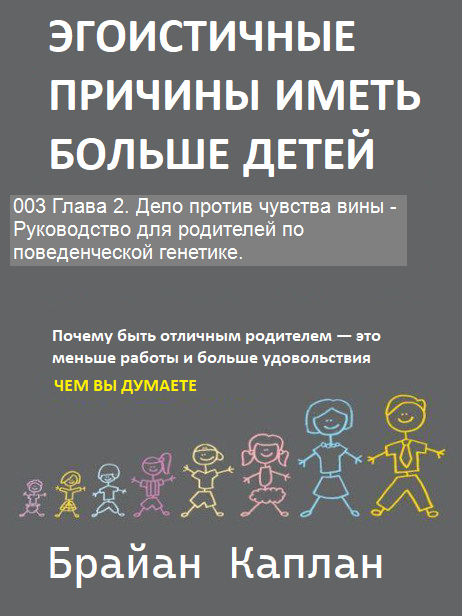 ЭГОИСТИЧНЫЕ
ПРИЧИНЫ ИМЕТЬ
БОЛЬШЕ ДЕТЕЙ
003 Глава 2. Дело против чувства вины -
Руководство для родителей по
поведенческой генетике.
Почему быть отличным родителем — это
меньше работы и больше удовольствия
ЧЕМ ВЫ ДУМАЕТЕ
Брайан Каплан